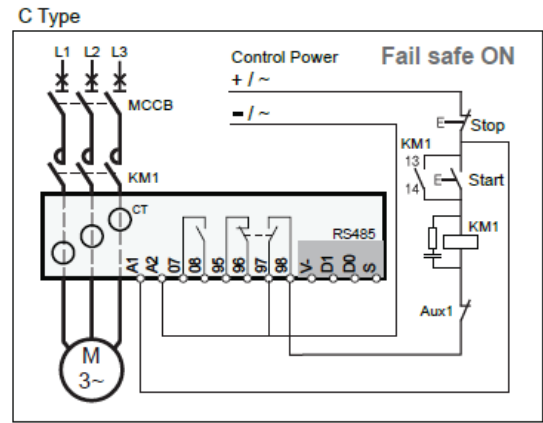 C Type
L1 L2 L3
Control Power
Fail safe ON
+ / ~
MCCB
- / ~
E
Stop
KM1
13
14
E
Start
KM1
CT
RS485
KM1
A1 A2 07 08 95 96 97 98 V- D1 D0 S
Aux1
M
3~